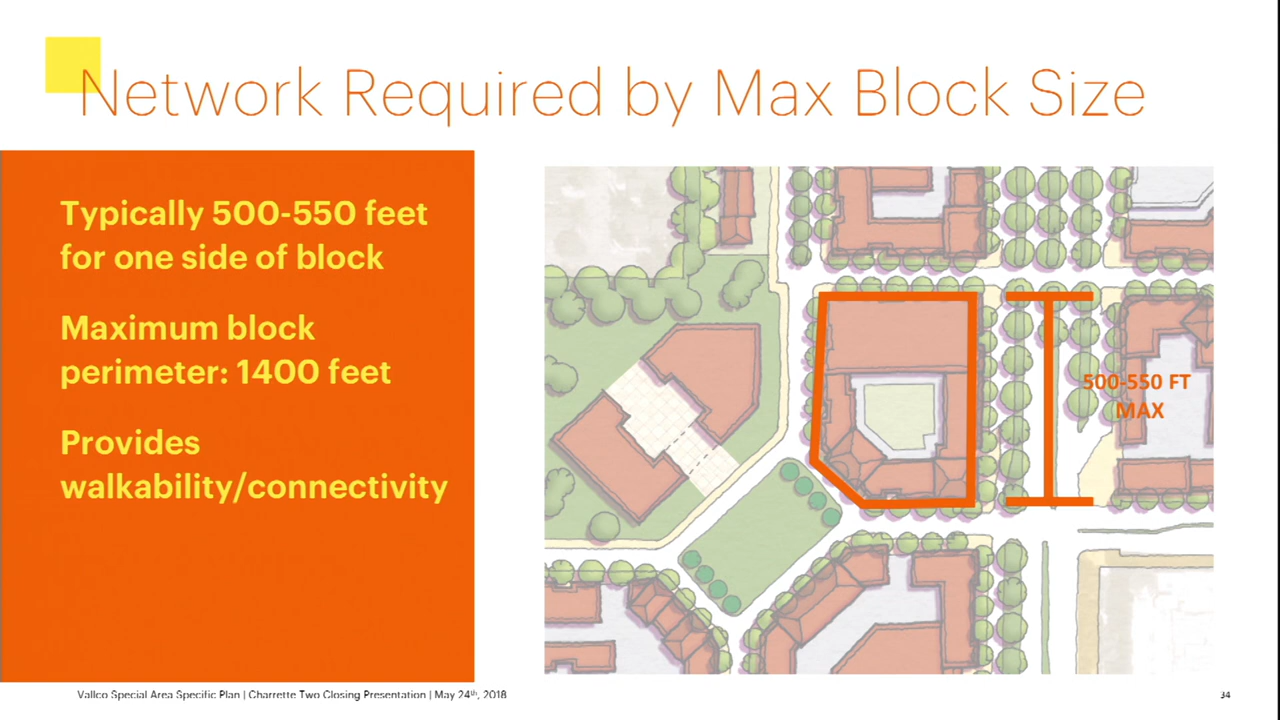 Network Required by Max Block Size
Typically 500-550 feet
for one side of block
Maximum block
perimeter: 1400 feet
Provides
walkability/connectivity
500-550 FT
MAX
Vallco Special Area Specific Plan | Charrette Two Closing Presentation | May 24th, 2018
34